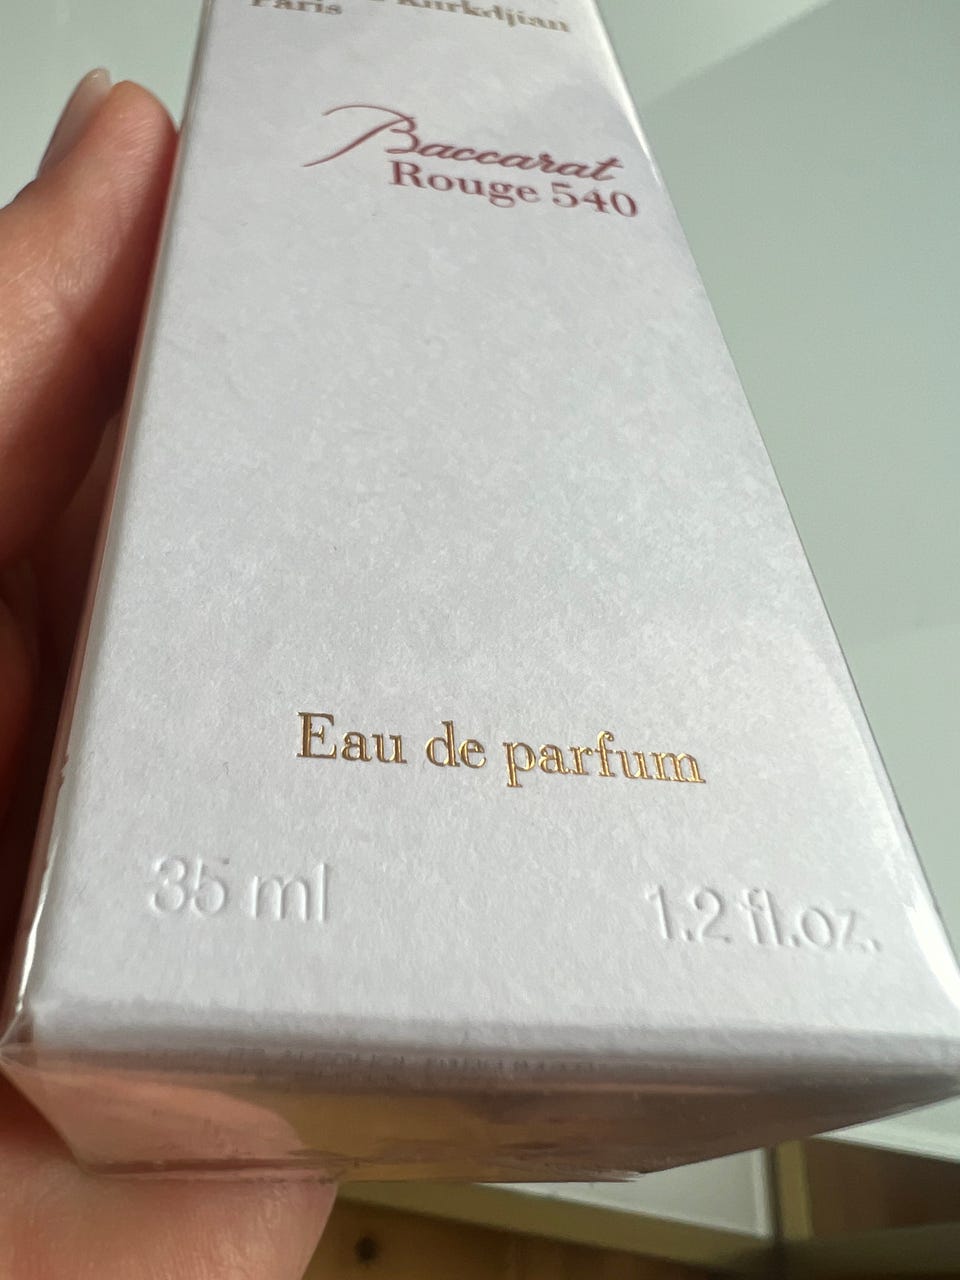 Kurkdjian
Paris
Baccarat
Rouge 540
Eau de parfum
35 ml
1.2 fl.oz.